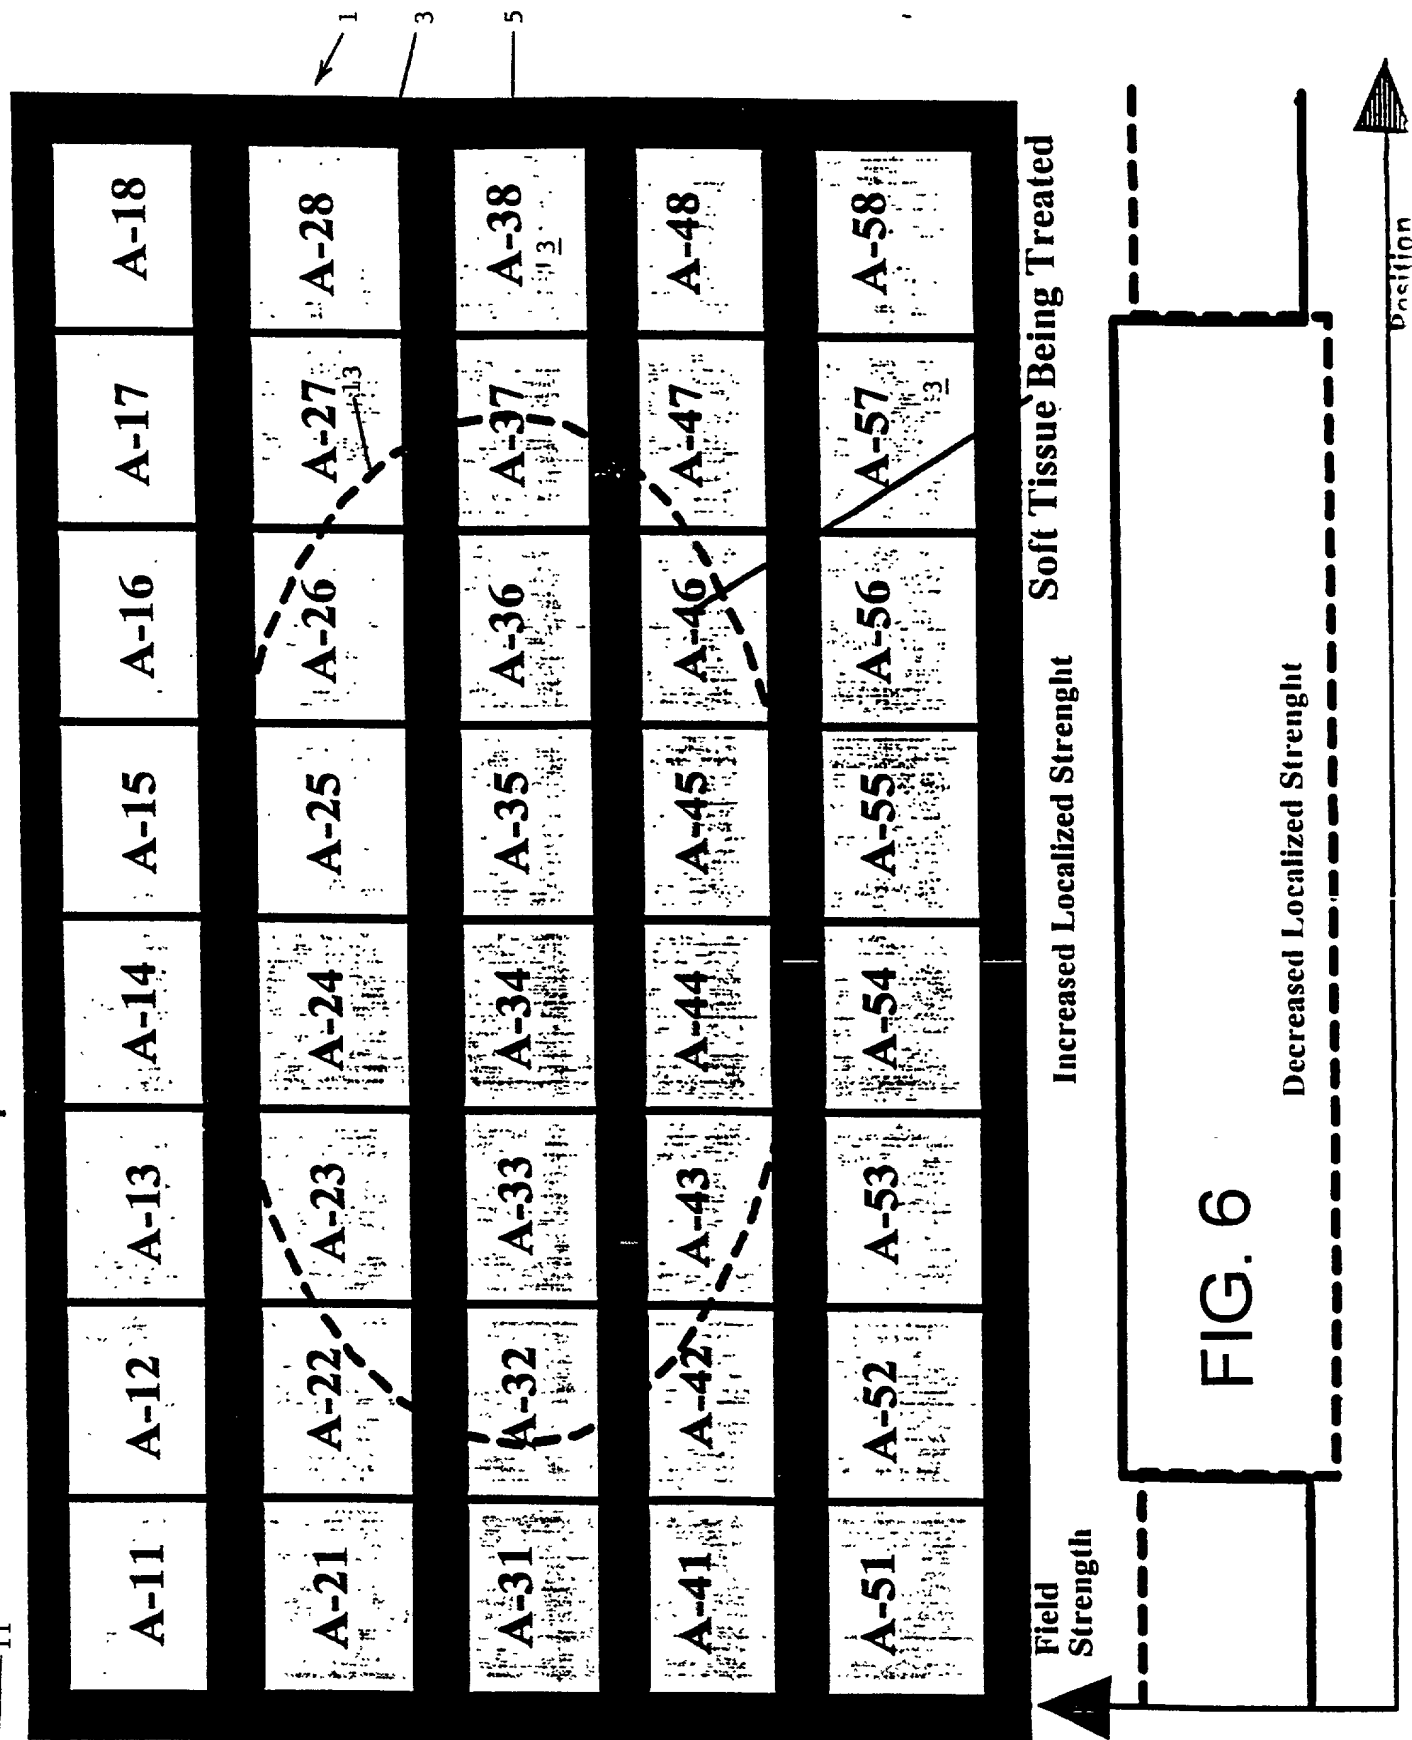 11
1
3
5
A-11 A-12 A-13 A-14 A-15 A-16 A-17 A-18
A-21 A-22 A-23 A-24 A-25 A-26 A-27 A-28
13
A-31 A-32 A-33 A-34 A-35 A-36 A-37 A-38
3
A-41 A-42 A-43 A-44 A-45 A-46 A-47 A-48
A-51 A-52 A-53 A-54 A-55 A-56 A-57 A-58
3
Soft Tissue Being Treated
Field
Strength
Increased Localized Strenght
Decreased Localized Strenght
Position
FIG. 6